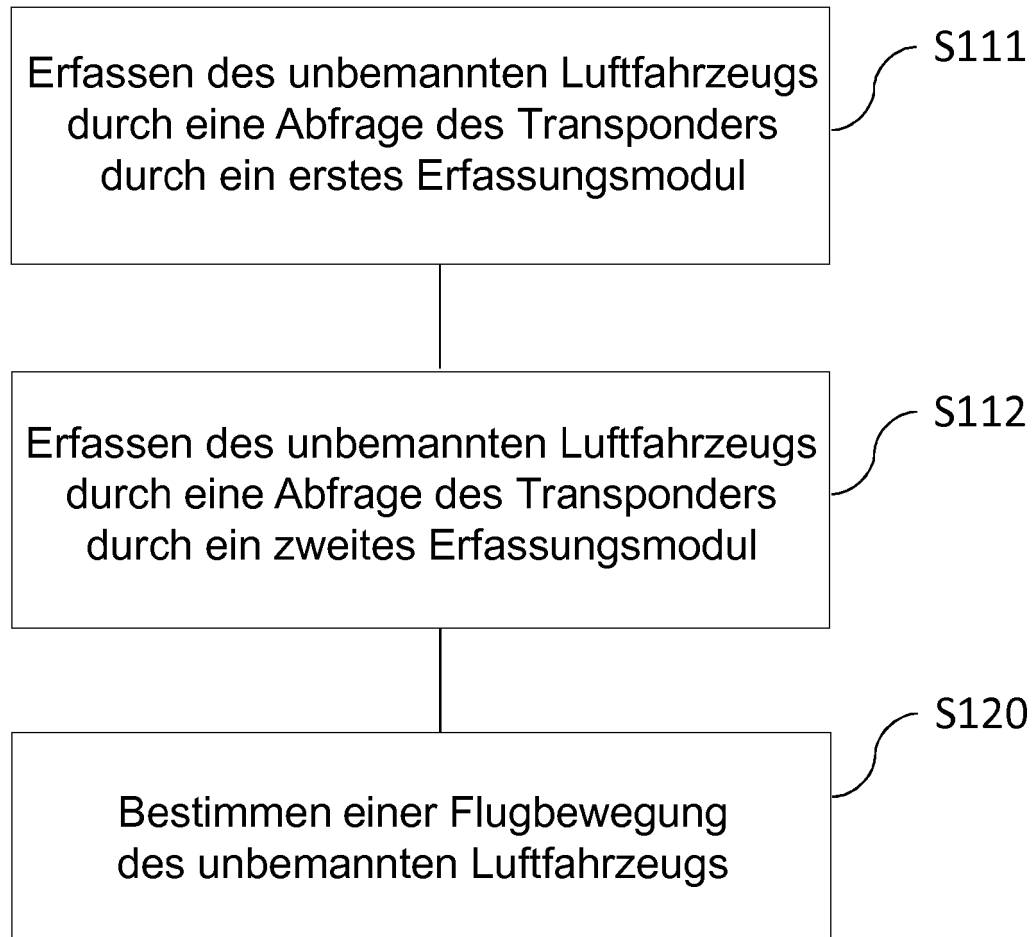 Erfassen des unbemannten Luftfahrzeugs
durch eine Abfrage des Transponders
durch ein erstes Erfassungsmodul
S111
Erfassen des unbemannten Luftfahrzeugs
durch eine Abfrage des Transponders
durch ein zweites Erfassungsmodul
S112
Bestimmen einer Flugbewegung
des unbemannten Luftfahrzeugs
S120